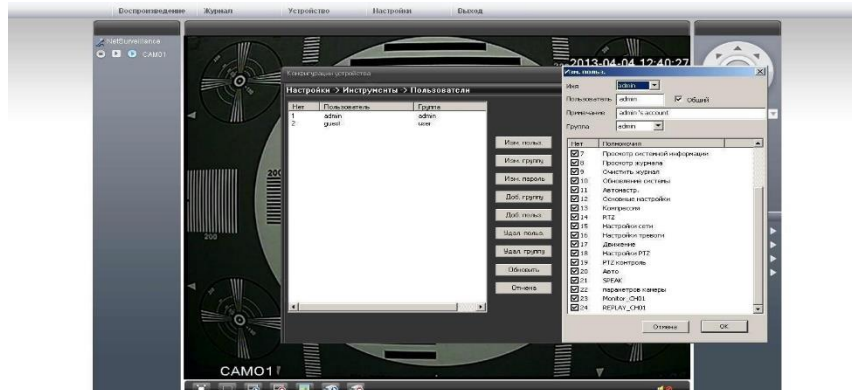 Воспроизведение Журнал Устройство Настройки Выход
NetSurveillance
CAM01
2013-04-04 12:40:27
200
200
CAM01
Конфигурация устройства
Настройки -> Инструменты -> Пользователи
Нет Пользователь Группа
1 admin admin
2 guest user
Изм. польз.
Изм. группу
Изм. пароль
Доб. группу
Доб. польз.
Удал. польз.
Удал. группу
Обновить
Отмена
Изм. польз.
Имя admin
Пользователь admin Общий
Примечание admin 's account
Группа admin
Нет Полномочия
7 Просмотр системной информации
8 Просмотр журнала
9 Очистить журнал
10 Обновление системы
11 Автонастр.
12 Основные настройки
13 Компрессия
14 RTZ
15 Настройки сети
16 Настройки тревоги
17 Движение
18 Настройки PTZ
19 PTZ контроль
20 Авто
21 SPEAK
22 параметров камеры
23 Monitor_CH01
24 REPLAY_CH01
Отмена OK